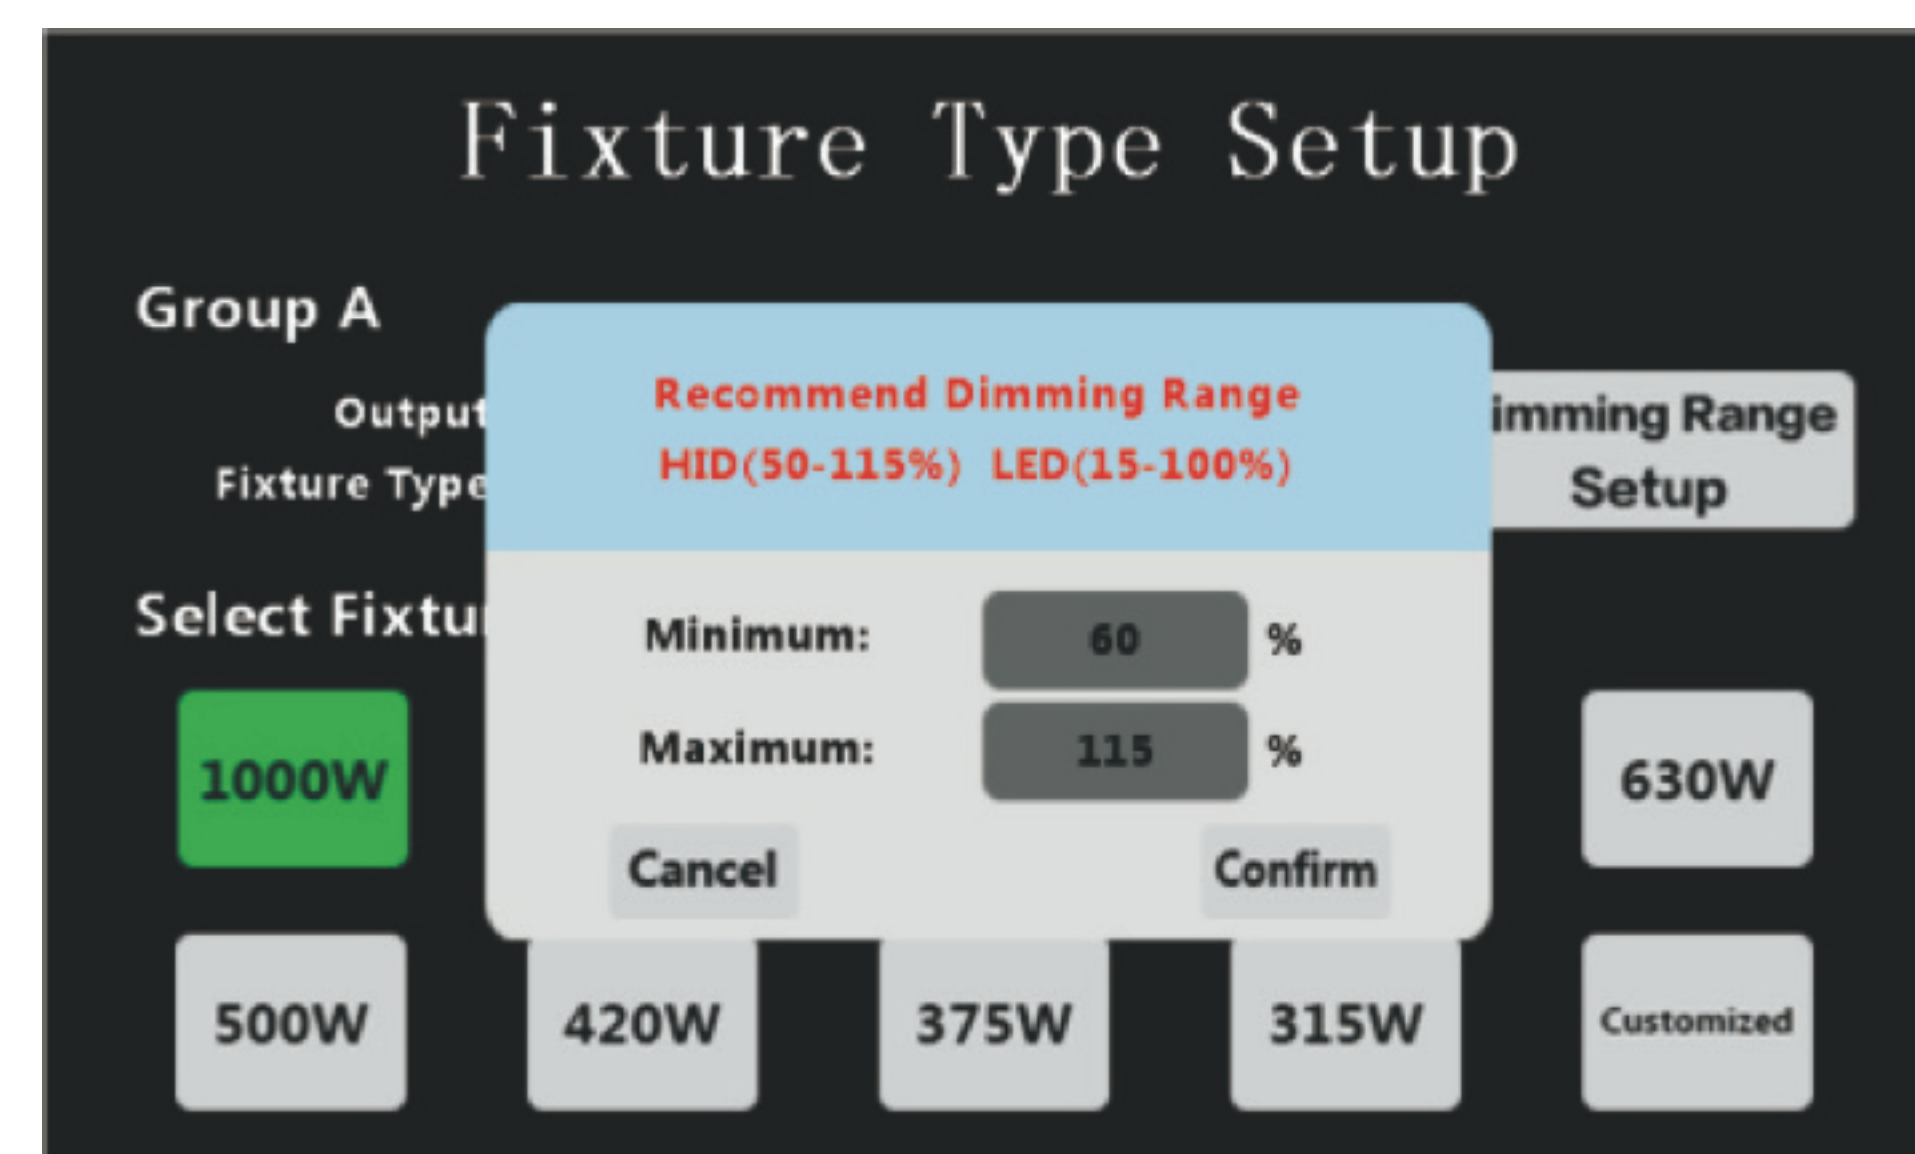 Fixture Type Setup
Group A
Output
Fixture Type
Recommend Dimming Range
HID(50-115%) LED(15-100%)
imming Range
Setup
Select Fixtu
Minimum: 60 %
Maximum: 115 %
Cancel Confirm
1000W 630W
500W 420W 375W 315W Customized